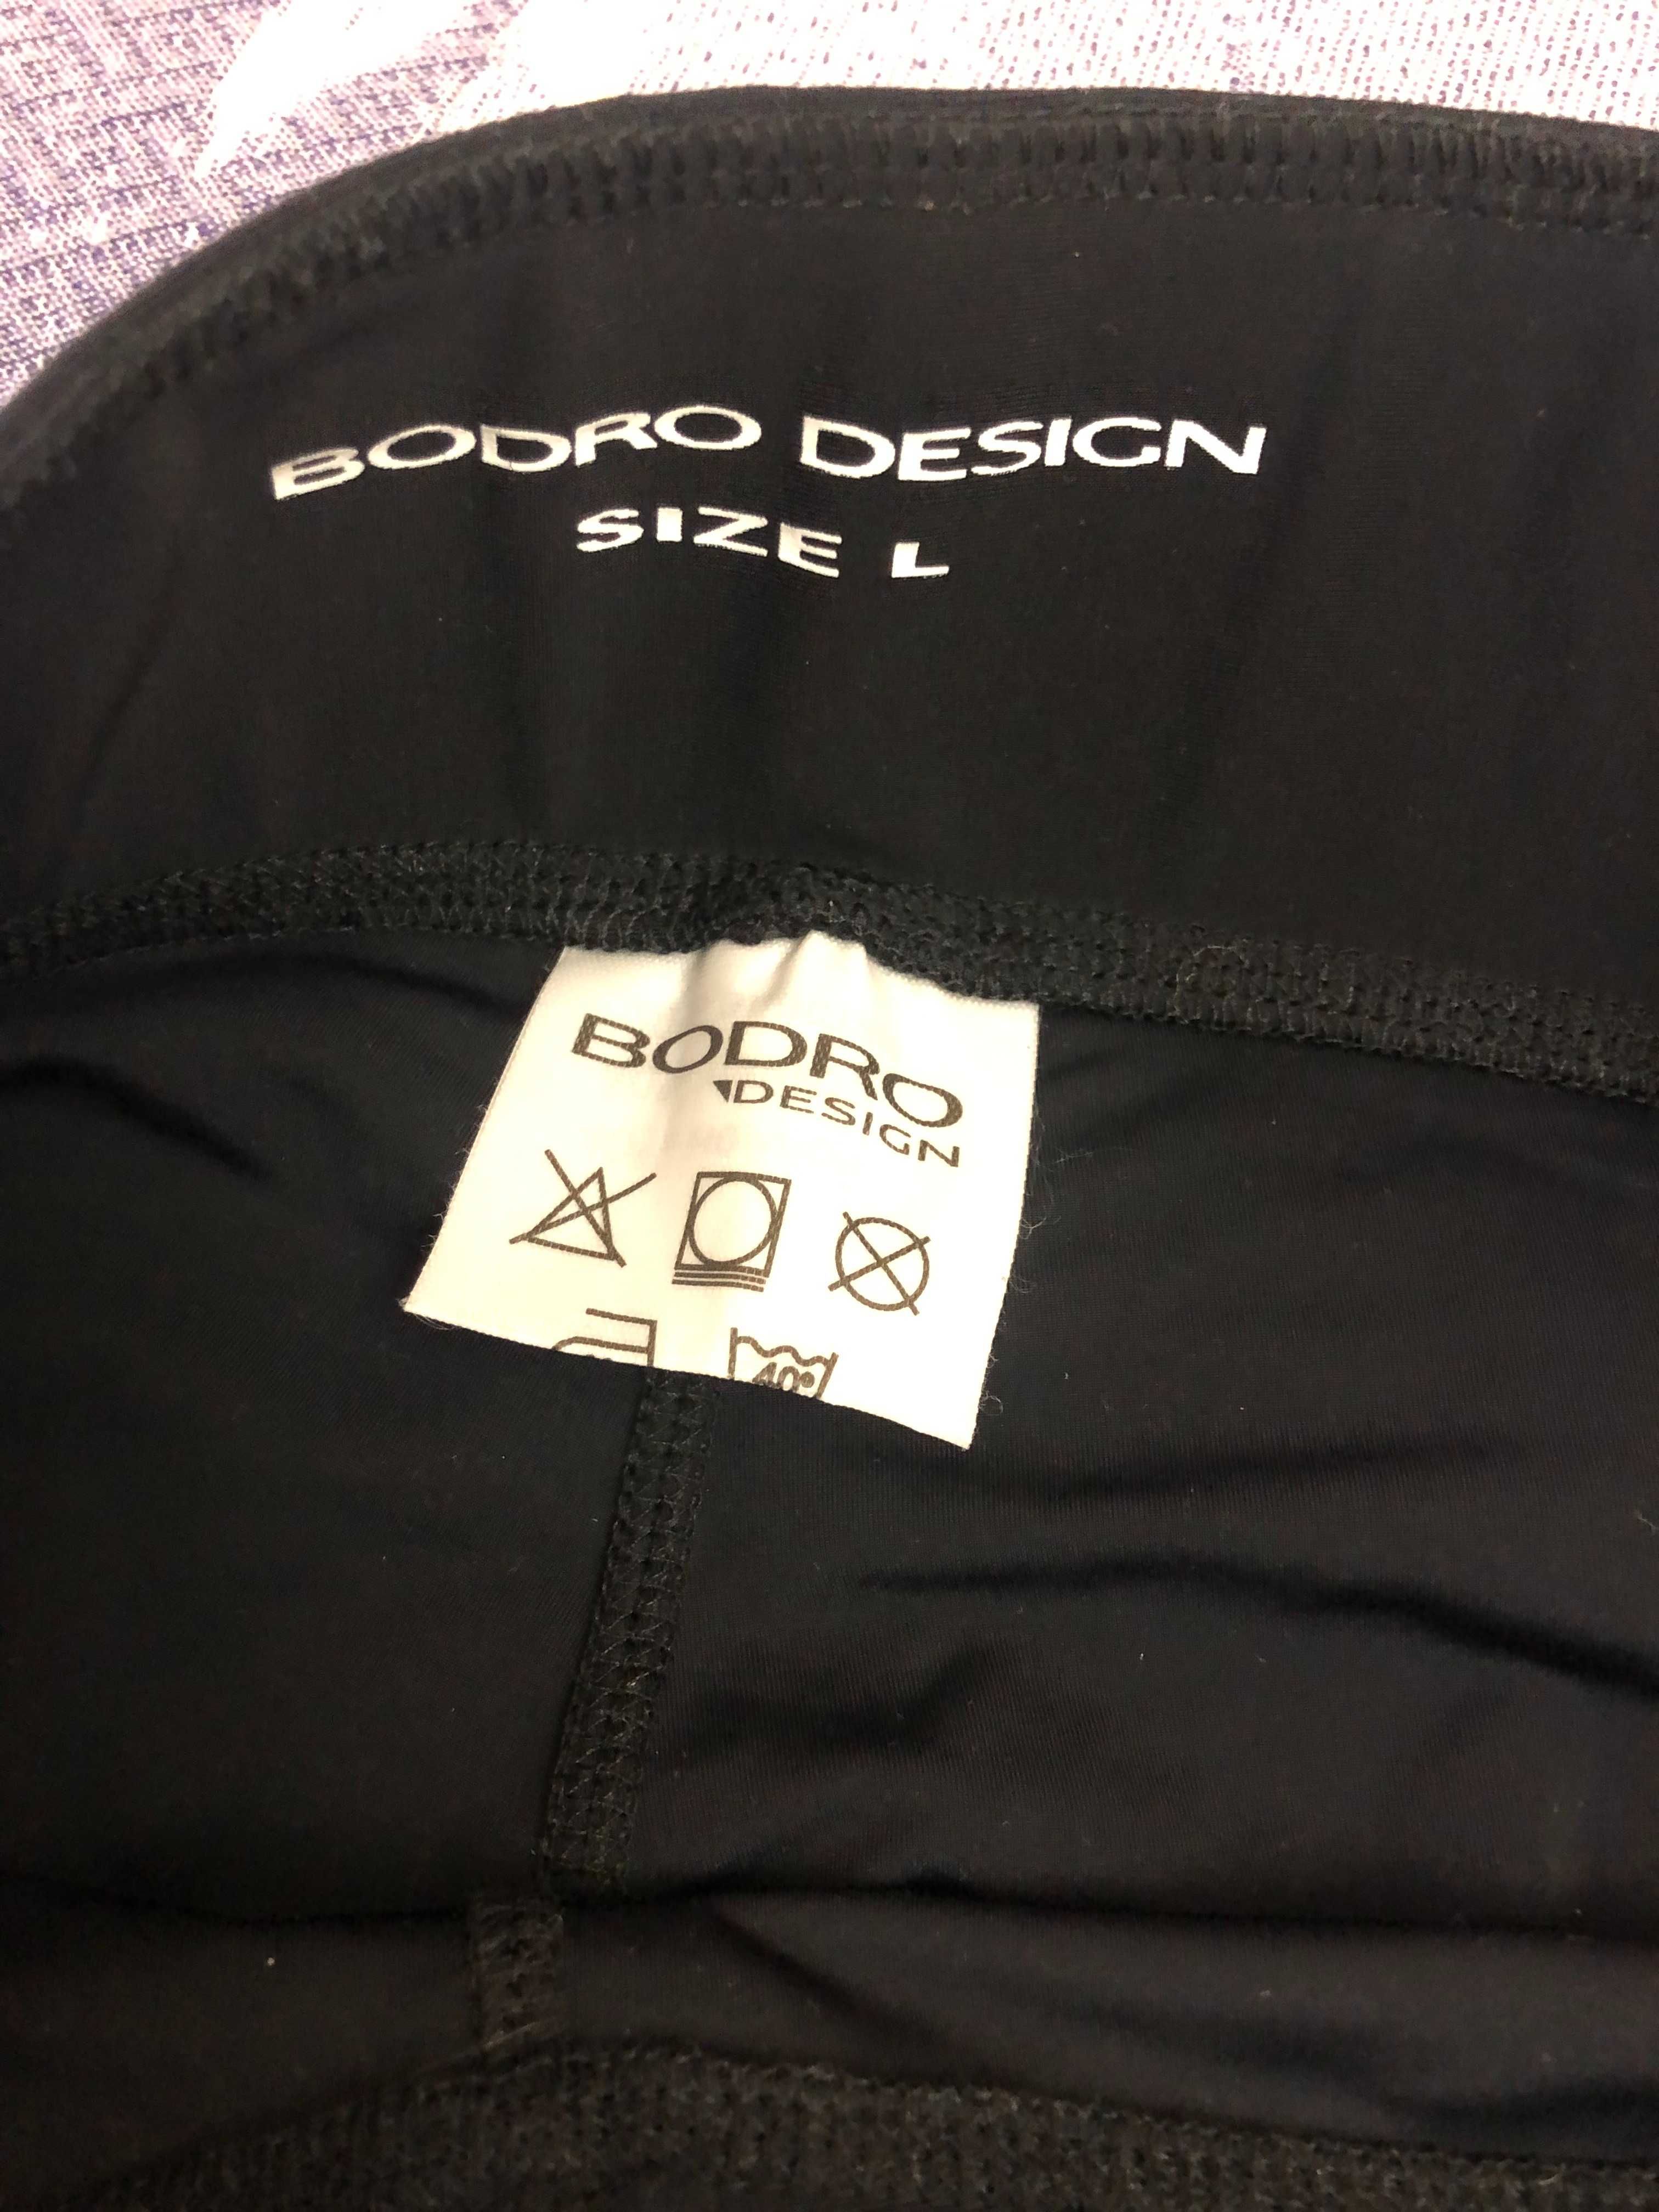 BODRO DESIGN
SIZE L
BODRO
DESIGN
40°